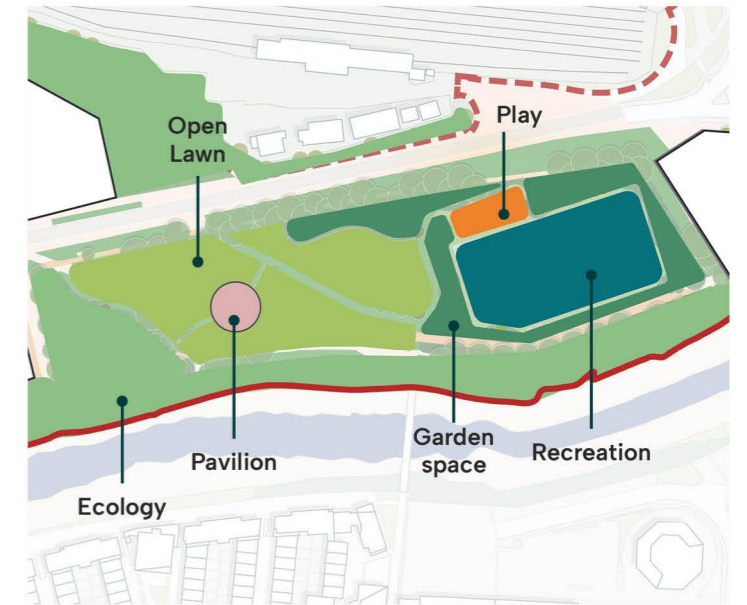 Play
Open
Lawn
Garden
space
Recreation
Pavilion
Ecology